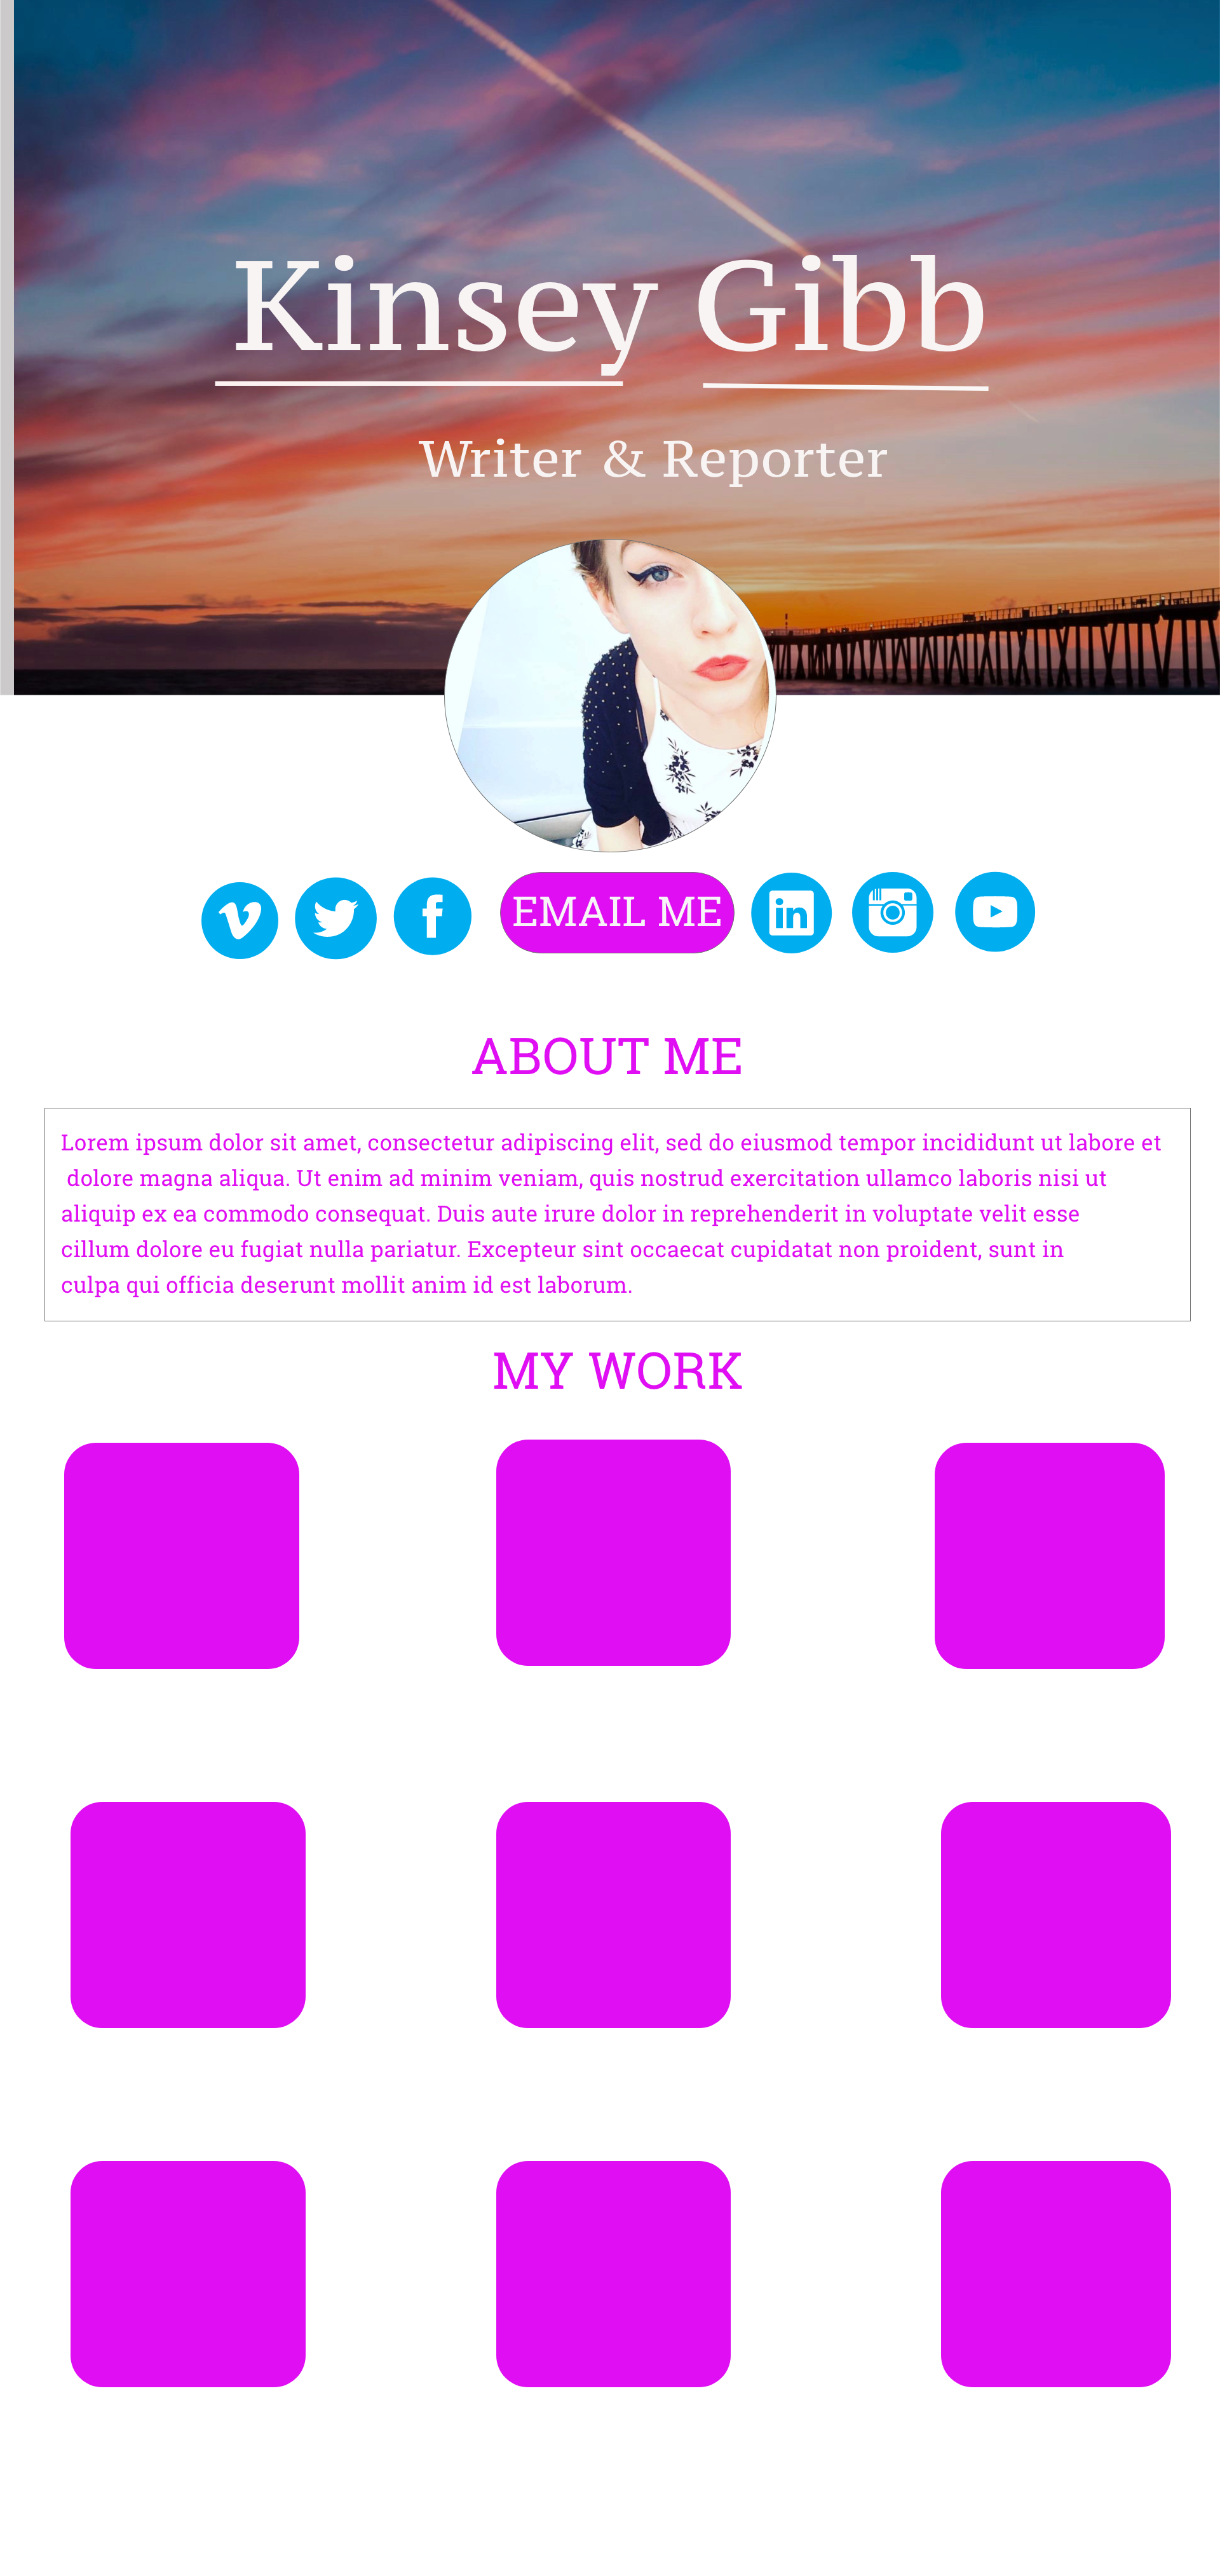 Kinsey Gibb
Writer & Reporter
EMAIL ME
in
ABOUT ME
Lorem ipsum dolor sit amet, consectetur adipiscing elit, sed do eiusmod tempor incididunt ut labore et
dolore magna aliqua. Ut enim ad minim veniam, quis nostrud exercitation ullamco laboris nisi ut
aliquip ex ea commodo consequat. Duis aute irure dolor in reprehenderit in voluptate velit esse
cillum dolore eu fugiat nulla pariatur. Excepteur sint occaecat cupidatat non proident, sunt in
culpa qui officia deserunt mollit anim id est laborum.
MY WORK